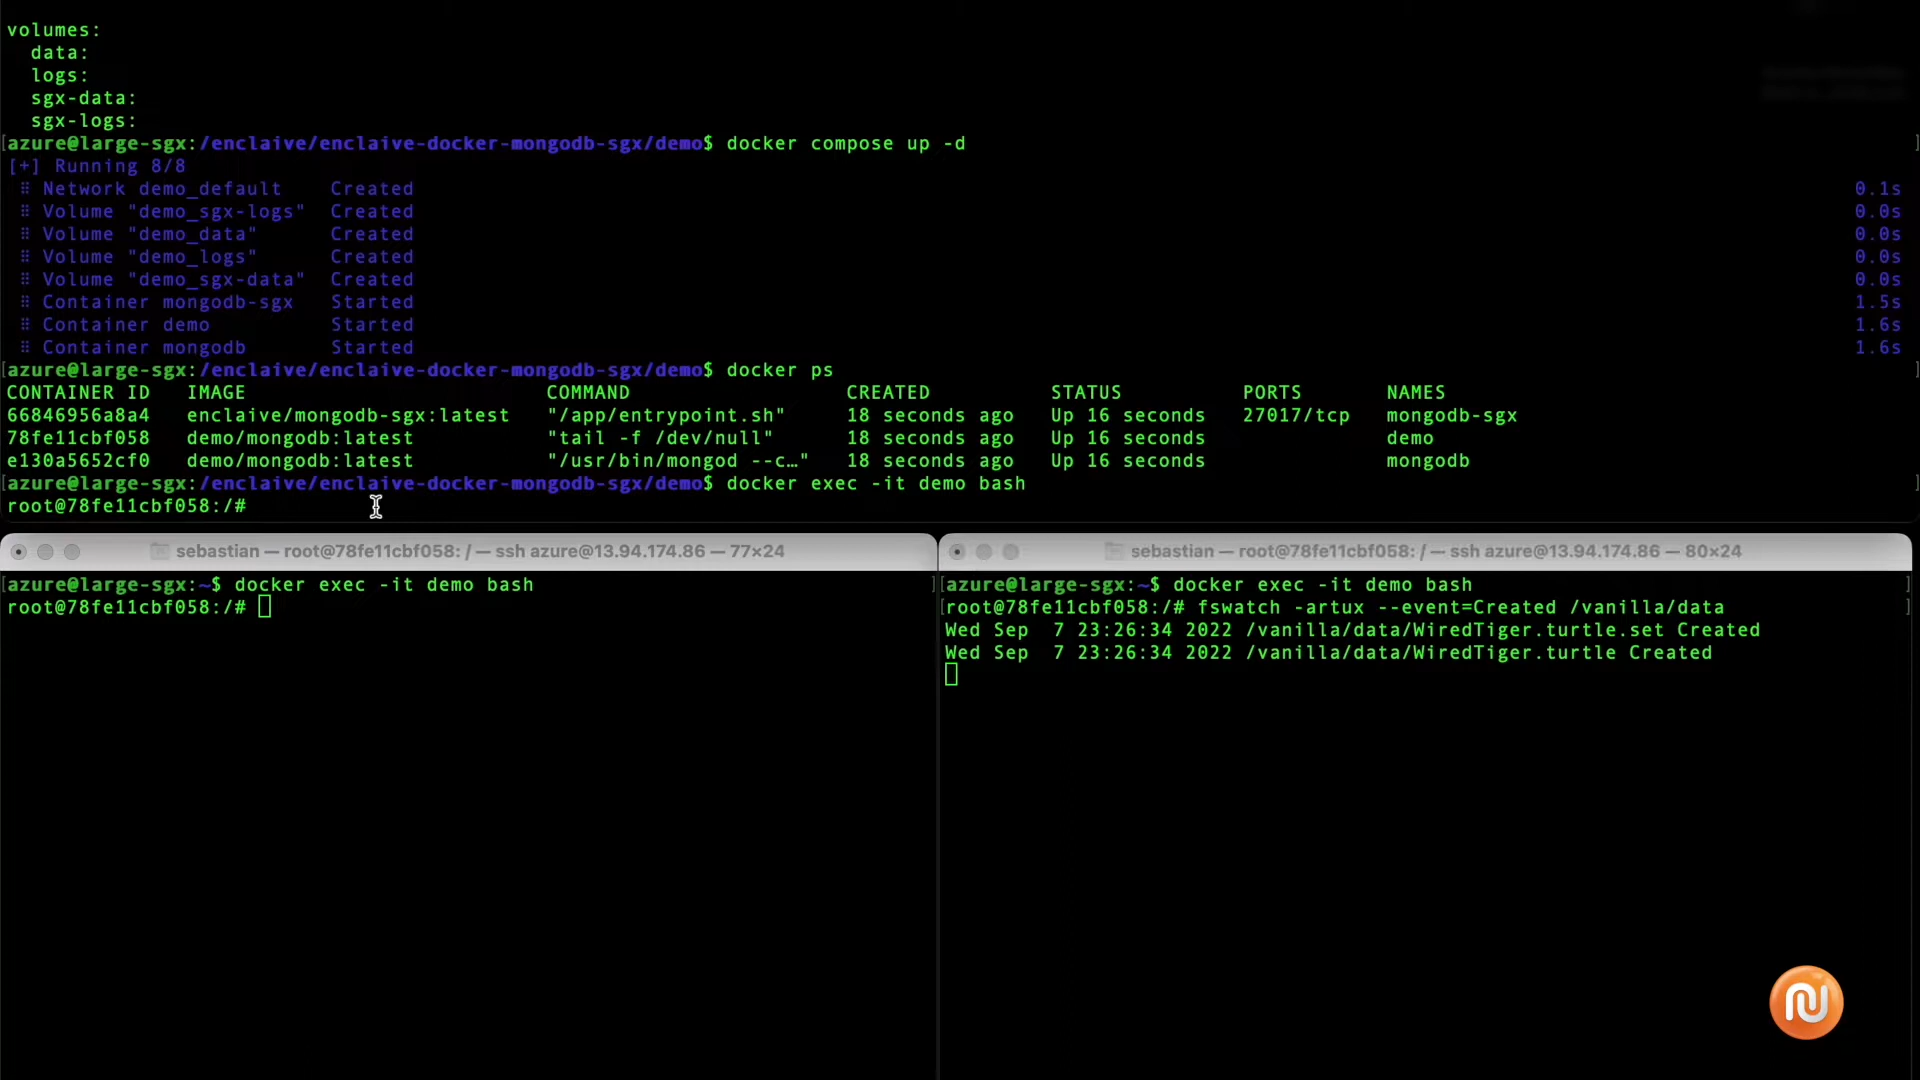 volumes:
  data:
  logs:
  sgx-data:
  sgx-logs:
[azure@large-sgx:/enclaive/enclaive-docker-mongodb-sgx/demo$ docker compose up -d ]
[+] Running 8/8
 ⠿ Network demo_default    Created    0.1s
 ⠿ Volume "demo_sgx-logs"  Created    0.0s
 ⠿ Volume "demo_data"      Created    0.0s
 ⠿ Volume "demo_logs"      Created    0.0s
 ⠿ Volume "demo_sgx-data"  Created    0.0s
 ⠿ Container mongodb-sgx   Started    1.5s
 ⠿ Container demo          Started    1.6s
 ⠿ Container mongodb       Started    1.6s
[azure@large-sgx:/enclaive/enclaive-docker-mongodb-sgx/demo$ docker ps ]
CONTAINER ID   IMAGE                         COMMAND                  CREATED          STATUS          PORTS       NAMES
66846956a8a4   enclaive/mongodb-sgx:latest   "/app/entrypoint.sh"     18 seconds ago   Up 16 seconds   27017/tcp   mongodb-sgx
78fe11cbf058   demo/mongodb:latest           "tail -f /dev/null"      18 seconds ago   Up 16 seconds               demo
e130a5652cf0   demo/mongodb:latest           "/usr/bin/mongod --c…"   18 seconds ago   Up 16 seconds               mongodb
[azure@large-sgx:/enclaive/enclaive-docker-mongodb-sgx/demo$ docker exec -it demo bash ]
root@78fe11cbf058:/#
sebastian — root@78fe11cbf058: / — ssh azure@13.94.174.86 — 77×24
[azure@large-sgx:~$ docker exec -it demo bash ]
root@78fe11cbf058:/#
sebastian — root@78fe11cbf058: / — ssh azure@13.94.174.86 — 80×24
[azure@large-sgx:~$ docker exec -it demo bash ]
[root@78fe11cbf058:/# fswatch -artux --event=Created /vanilla/data ]
Wed Sep  7 23:26:34 2022 /vanilla/data/WiredTiger.turtle.set Created
Wed Sep  7 23:26:34 2022 /vanilla/data/WiredTiger.turtle Created